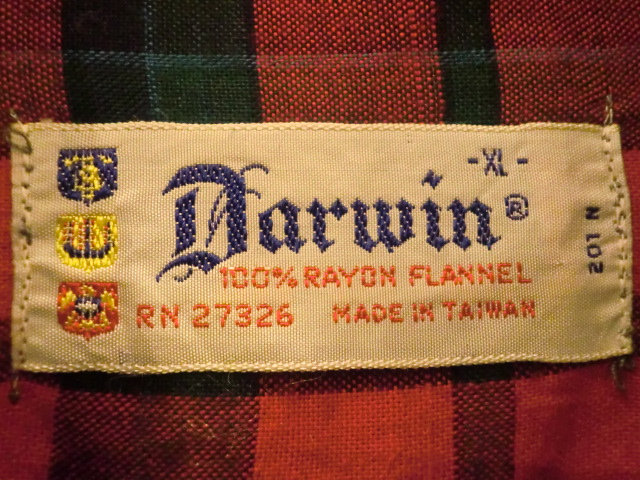 -XL-
Darwin®
100% RAYON FLANNEL
RN 27326 MADE IN TAIWAN
201 N